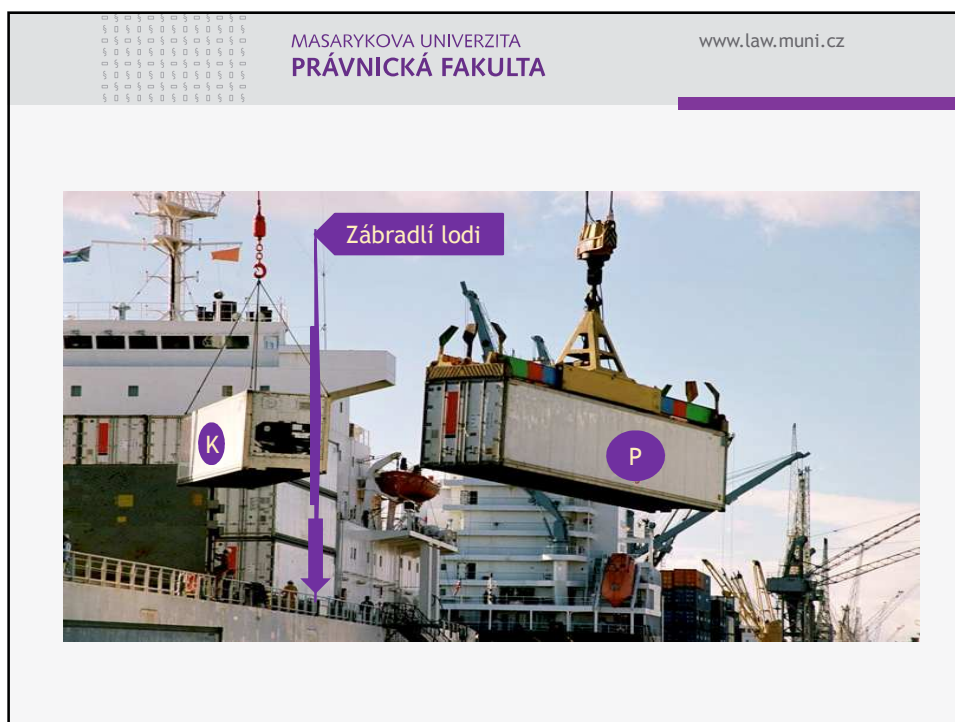 MASARYKOVA UNIVERZITA
PRÁVNICKÁ FAKULTA
www.law.muni.cz
Zábradlí lodi
K
P